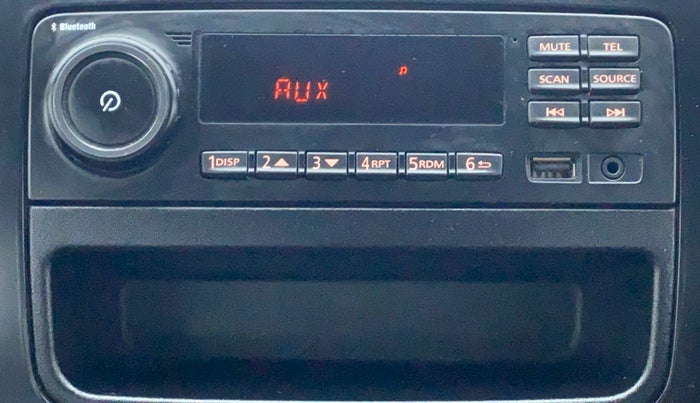 Bluetooth
MUTE TEL
AUX
SCAN SOURCE
1DISP 2 3 4RPT 5RDM 6